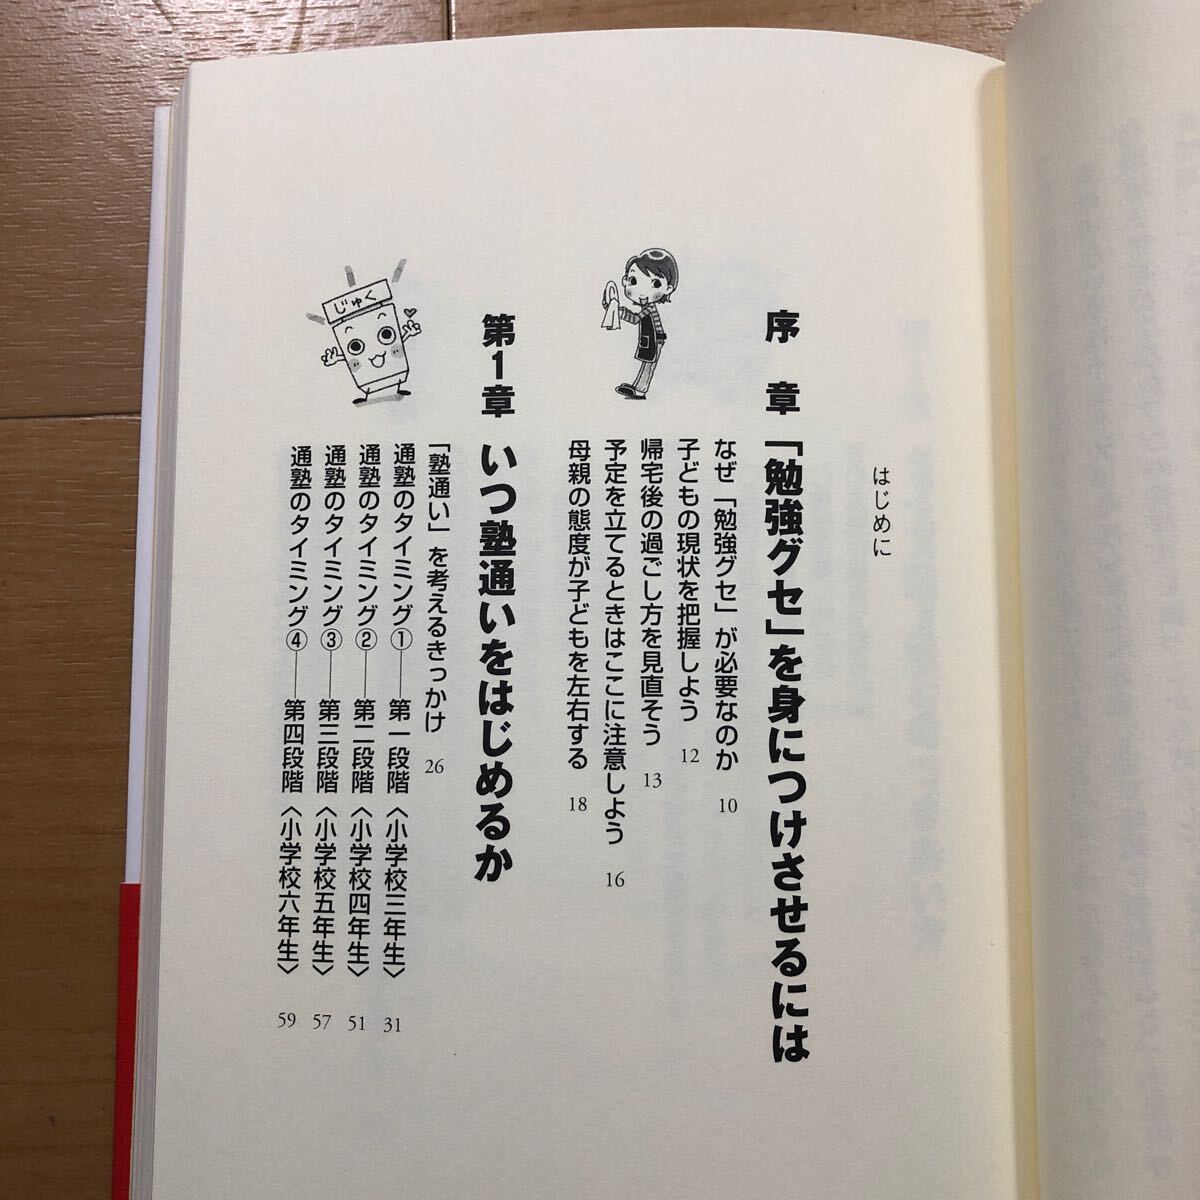 はじめに
序　章　「勉強グセ」を身につけさせるには
なぜ「勉強グセ」が必要なのか　10
子どもの現状を把握しよう　12
帰宅後の過ごし方を見直そう　13
予定を立てるときはここに注意しよう　16
母親の態度が子どもを左右する　18
第1章　いつ塾通いをはじめるか
「塾通い」を考えるきっかけ　26
通塾のタイミング①――第一段階〈小学校三年生〉　31
通塾のタイミング②――第二段階〈小学校四年生〉　51
通塾のタイミング③――第三段階〈小学校五年生〉　57
通塾のタイミング④――第四段階〈小学校六年生〉　59
じゅく